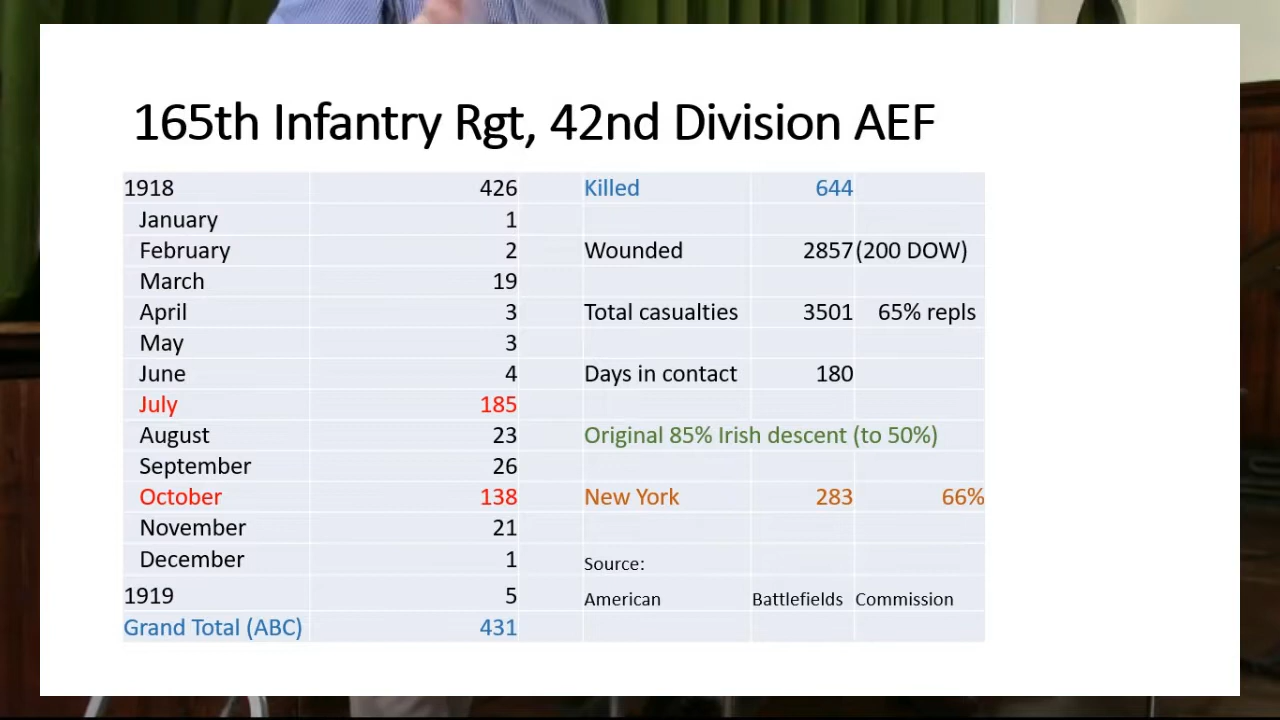 165th Infantry Rgt, 42nd Division AEF
1918 426 Killed 644
January 1
February 2 Wounded 2857 (200 DOW)
March 19
April 3 Total casualties 3501 65% repls
May 3
June 4 Days in contact 180
July 185
August 23 Original 85% Irish descent (to 50%)
September 26
October 138 New York 283 66%
November 21
December 1 Source:
1919 5 American Battlefields Commission
Grand Total (ABC) 431